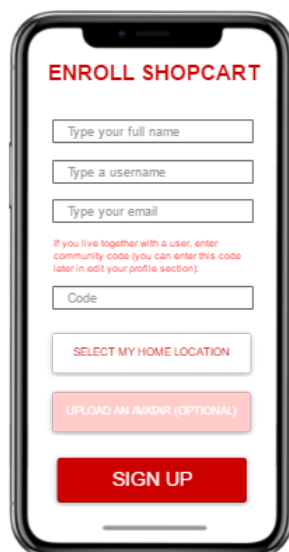 ENROLL SHOPCART
Type your full name
Type a username
Type your email
If you live together with a user, enter
community code (you can enter this code
later in edit your profile section):
Code
SELECT MY HOME LOCATION
UPLOAD AN AVATAR (OPTIONAL)
SIGN UP